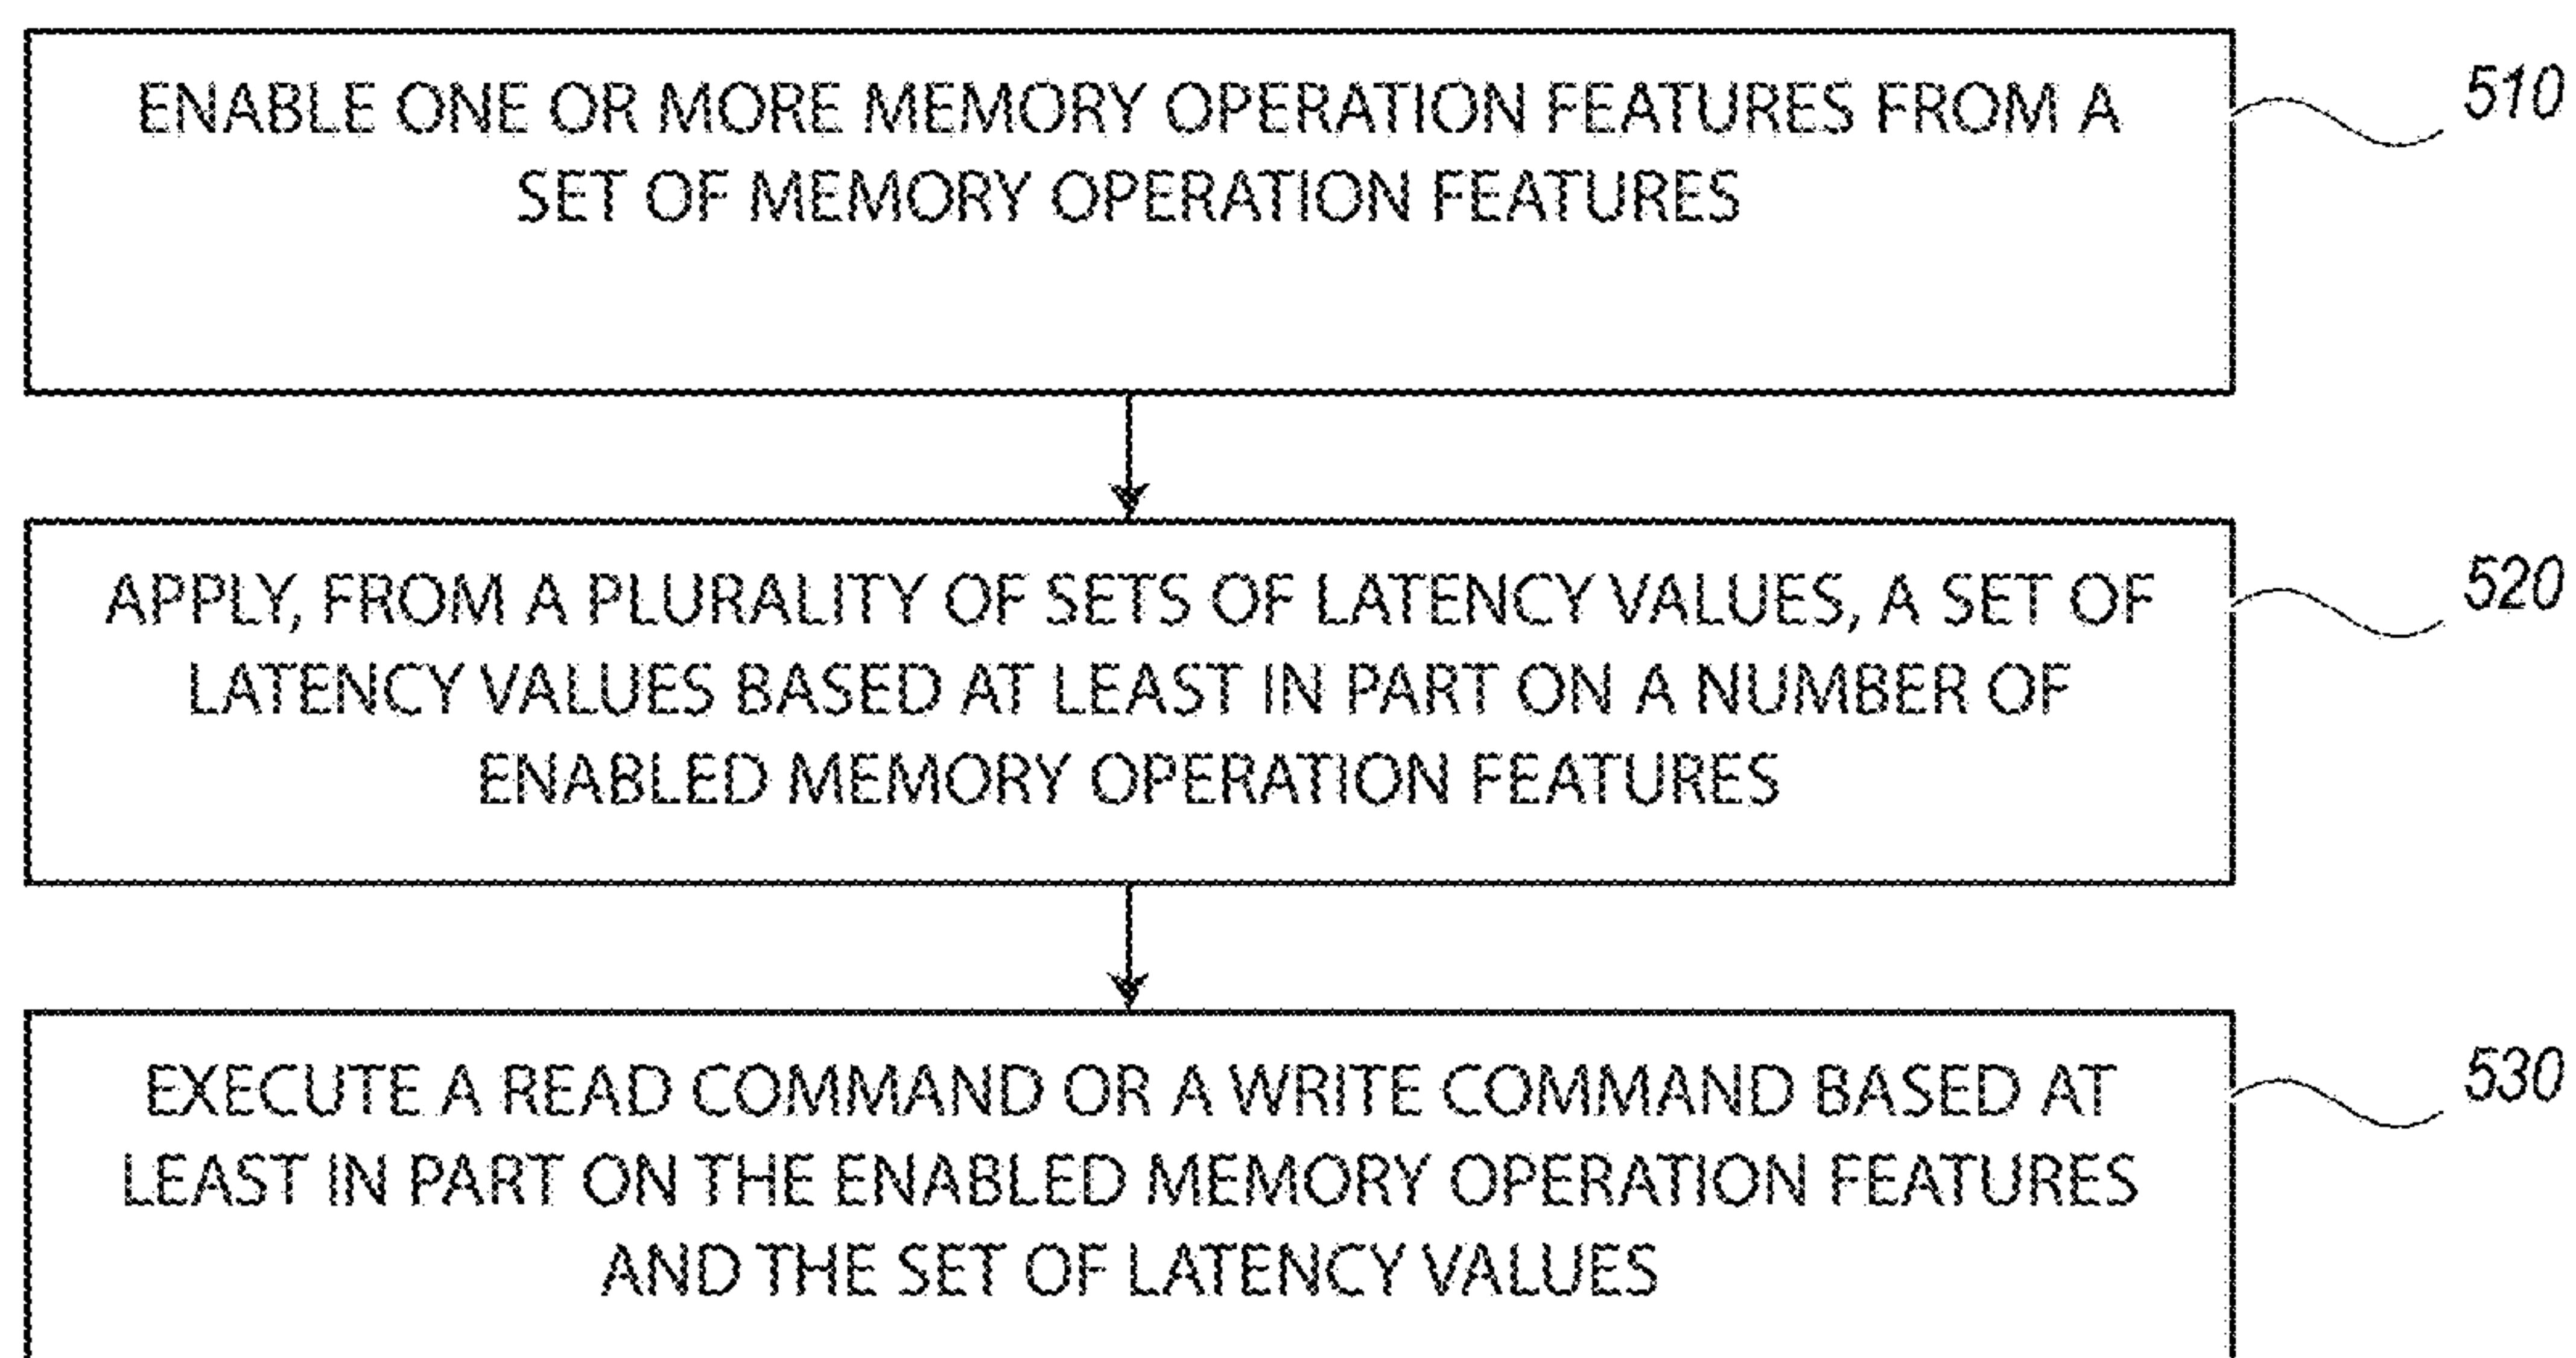 ENABLE ONE OR MORE MEMORY OPERATION FEATURES FROM A
SET OF MEMORY OPERATION FEATURES
510
APPLY, FROM A PLURALITY OF SETS OF LATENCY VALUES, A SET OF
LATENCY VALUES BASED AT LEAST IN PART ON A NUMBER OF
ENABLED MEMORY OPERATION FEATURES
520
EXECUTE A READ COMMAND OR A WRITE COMMAND BASED AT
LEAST IN PART ON THE ENABLED MEMORY OPERATION FEATURES
AND THE SET OF LATENCY VALUES
530